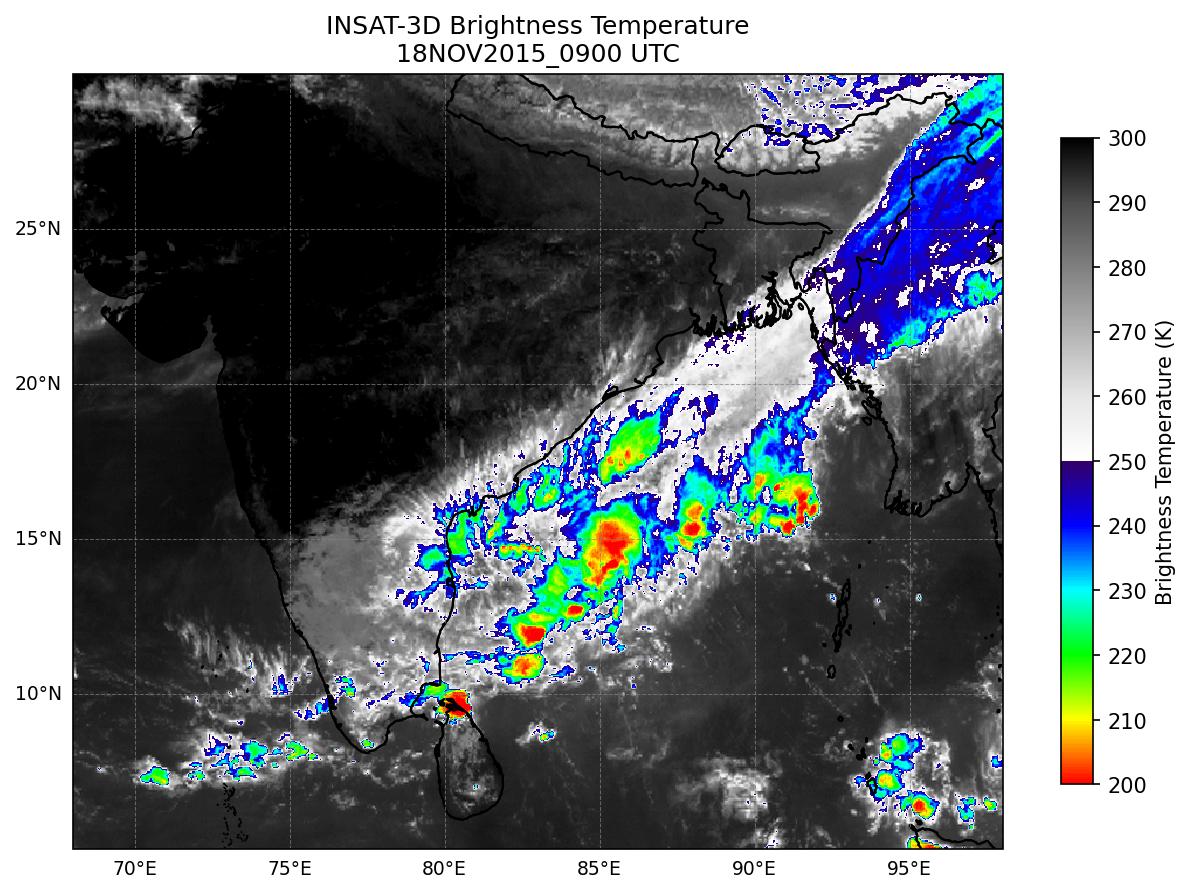 INSAT-3D Brightness Temperature
18NOV2015_0900 UTC
25°N
20°N
15°N
10°N
70°E
75°E
80°E
85°E
90°E
95°E
300
290
280
270
260
250
240
230
220
210
200
Brightness Temperature (K)